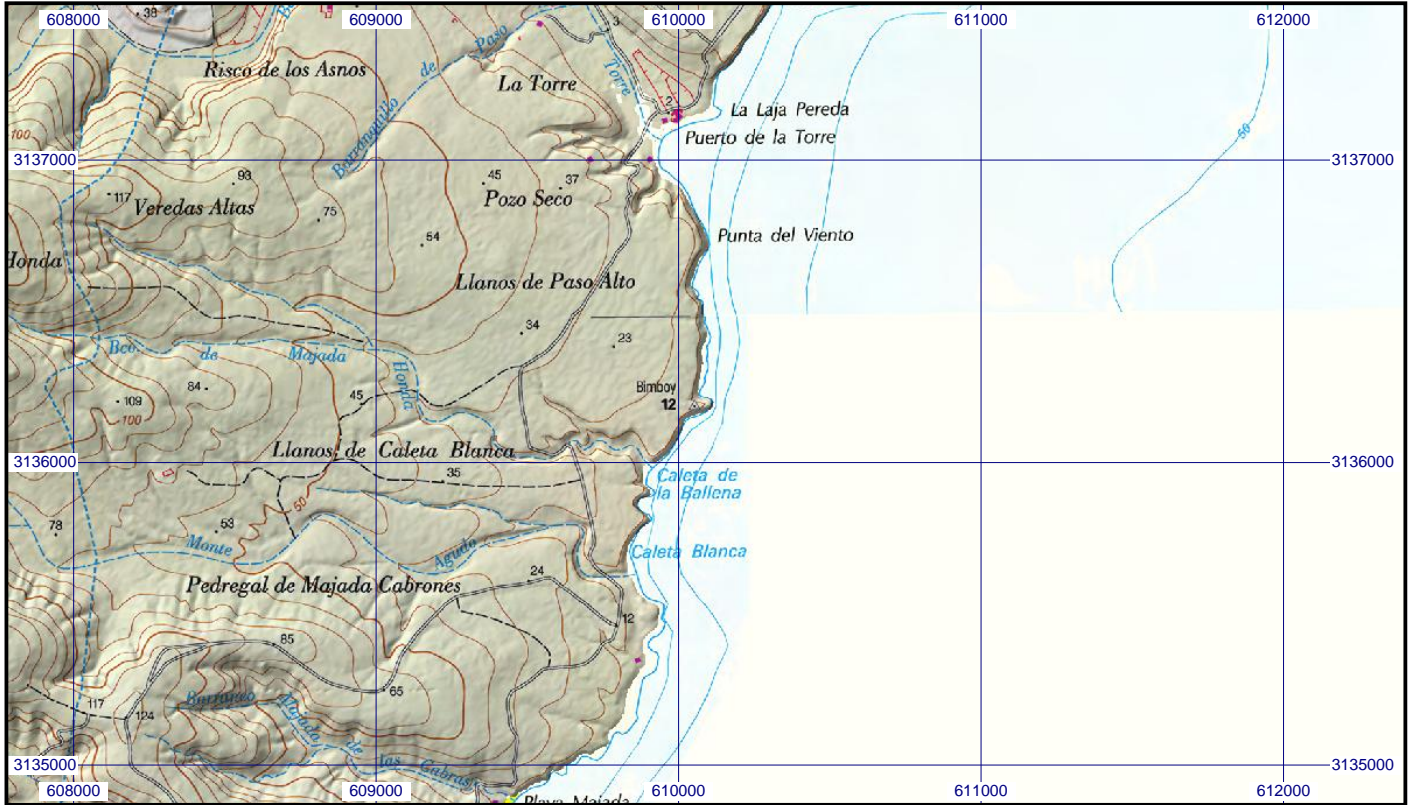 608000
609000
610000
611000
612000
38
3
Risco de los Asnos
Barranquillo de Paso
La Torre
Torre
2
La Laja Pereda
Puerto de la Torre
50
100
3137000
3137000
93
45
37
117
Veredas Altas
75
Pozo Seco
54
Punta del Viento
Honda
Llanos de Paso Alto
34
23
Bco. de Majada Honda
84
109
100
45
Bimboy
12
Llanos de Caleta Blanca
3136000
3136000
35
Caleta de
la Ballena
50
78
53
Monte Agudo
Caleta Blanca
24
Pedregal de Majada Cabrones
12
85
65
117
124
Barranco Majada de las Cabras
3135000
3135000
608000
609000
610000
611000
612000
Playa Majada